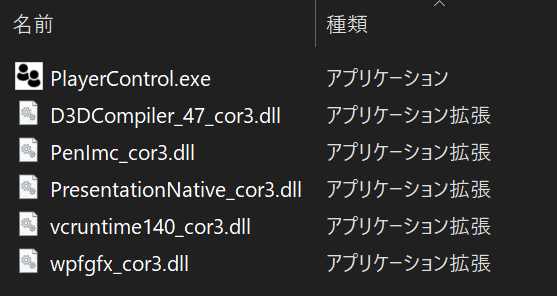 名前 種類
PlayerControl.exe アプリケーション
D3DCompiler_47_cor3.dll アプリケーション拡張
PenImc_cor3.dll アプリケーション拡張
PresentationNative_cor3.dll アプリケーション拡張
vcruntime140_cor3.dll アプリケーション拡張
wpfgfx_cor3.dll アプリケーション拡張